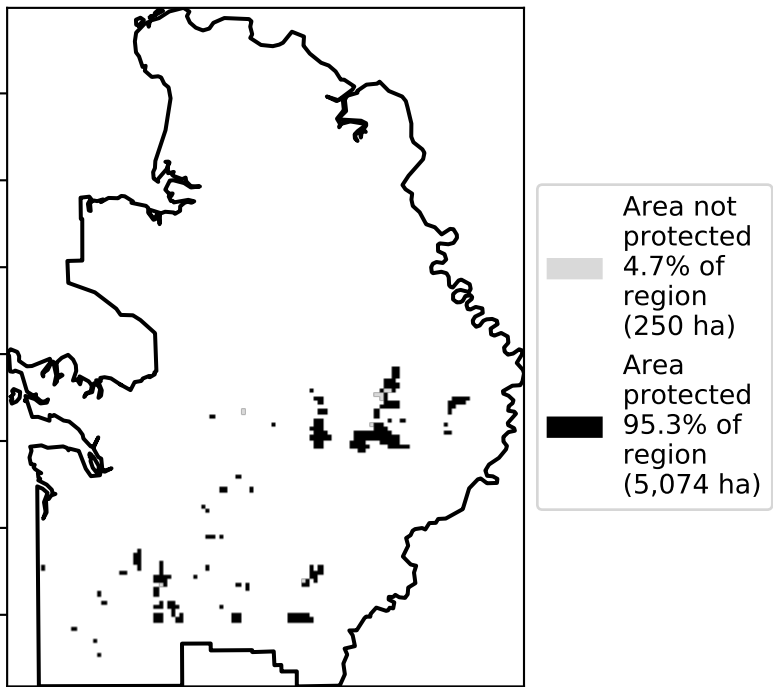 Area not
protected
4.7% of
region
(250 ha)
Area
protected
95.3% of
region
(5,074 ha)